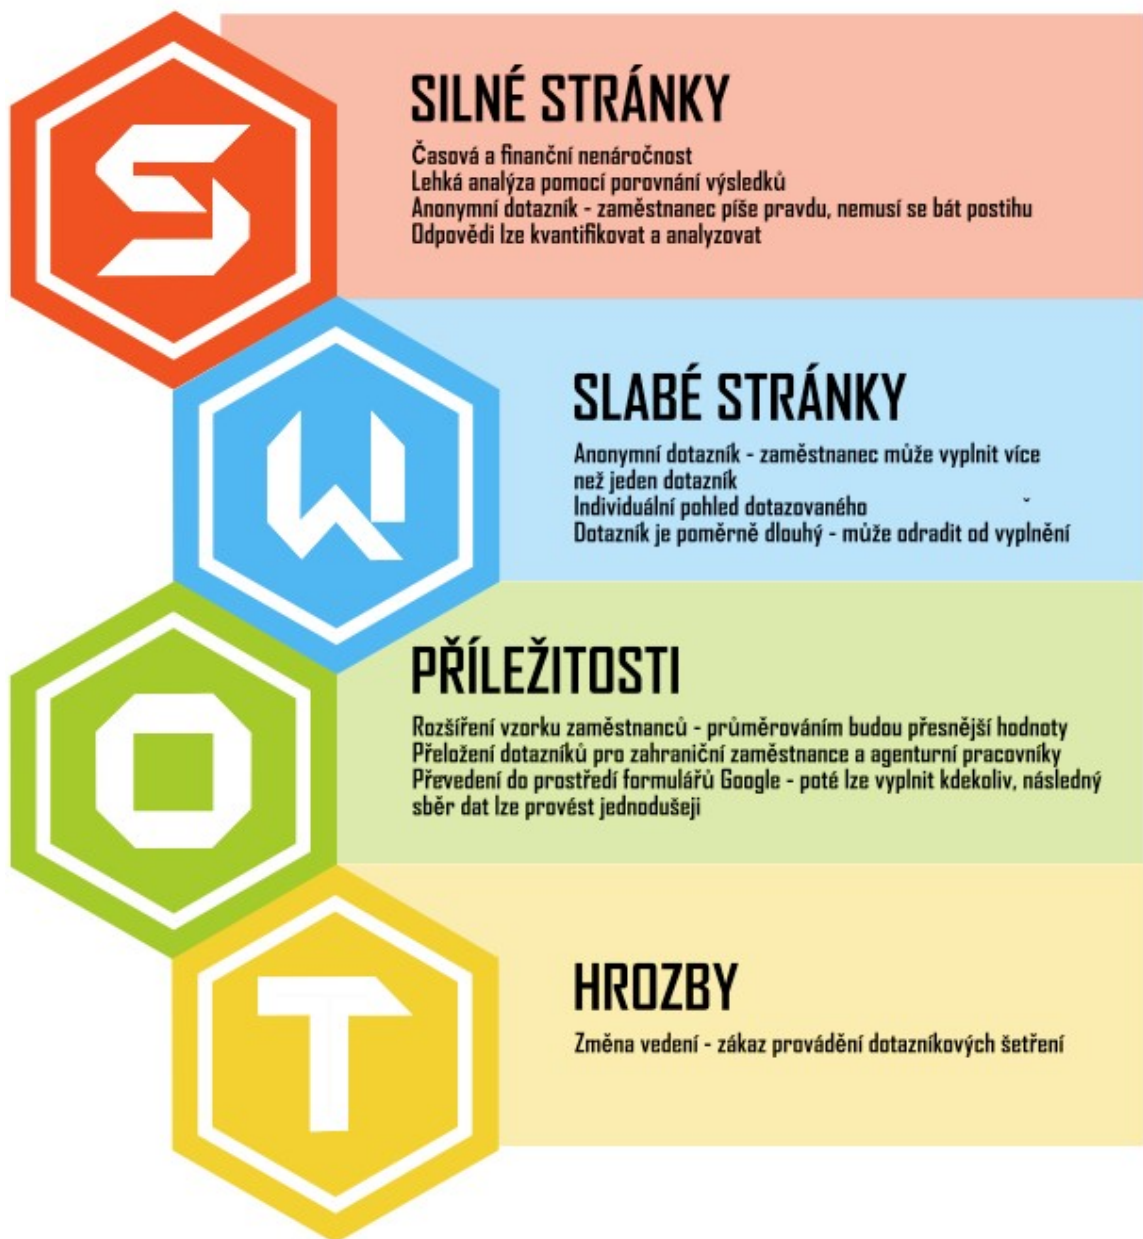 S
SILNÉ STRÁNKY
Časová a finanční nenáročnost
Lehká analýza pomocí porovnání výsledků
Anonymní dotazník - zaměstnanec píše pravdu, nemusí se bát postihu
Odpovědi lze kvantifikovat a analyzovat
W
SLABÉ STRÁNKY
Anonymní dotazník - zaměstnanec může vyplnit více
než jeden dotazník
Individuální pohled dotazovaného
Dotazník je poměrně dlouhý - může odradit od vyplnění
O
PŘÍLEŽITOSTI
Rozšíření vzorku zaměstnanců - průměrováním budou přesnější hodnoty
Přeložení dotazníků pro zahraniční zaměstnance a agenturní pracovníky
Převedení do prostředí formulářů Google - poté lze vyplnit kdekoliv, následný
sběr dat lze provést jednodušeji
T
HROZBY
Změna vedení - zákaz provádění dotazníkových šetření